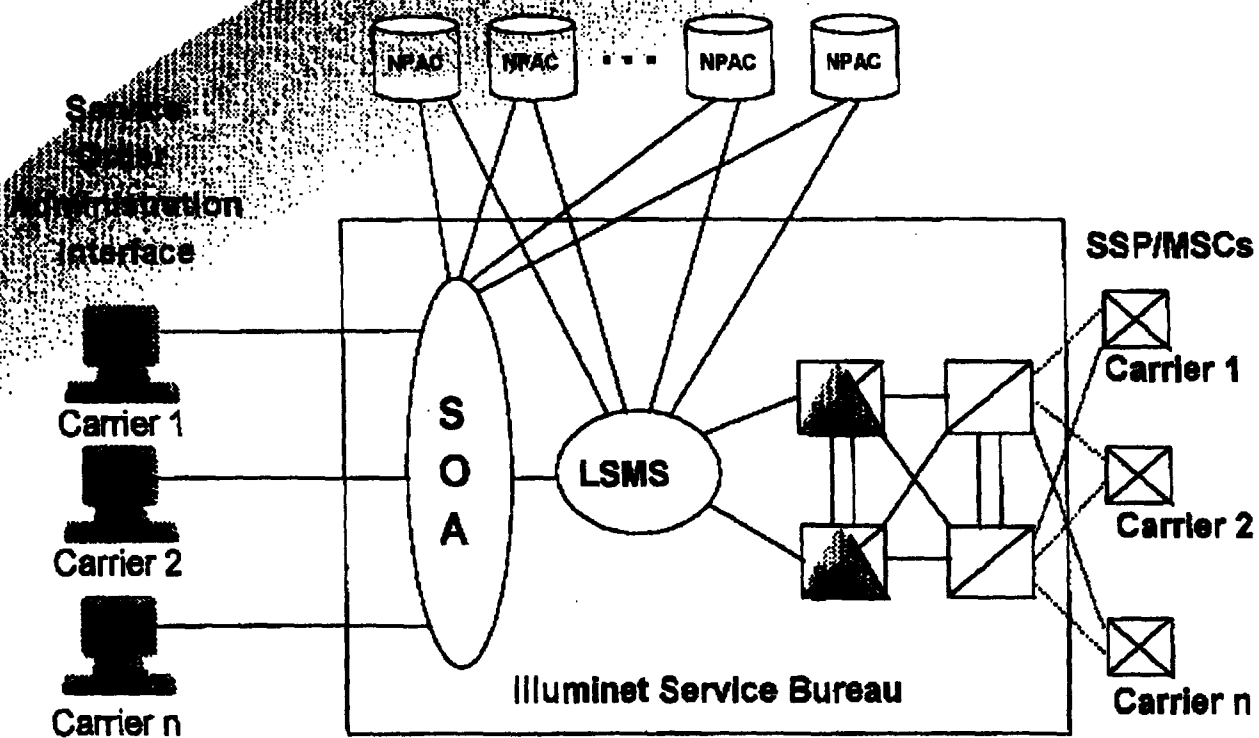 NPAC NPAC ... NPAC NPAC
Service
Order
Administration
Interface
SSP/MSCs
Carrier 1
Carrier 2
Carrier n
S
O
A
LSMS
Carrier 1
Carrier 2
Carrier n
Illuminet Service Bureau